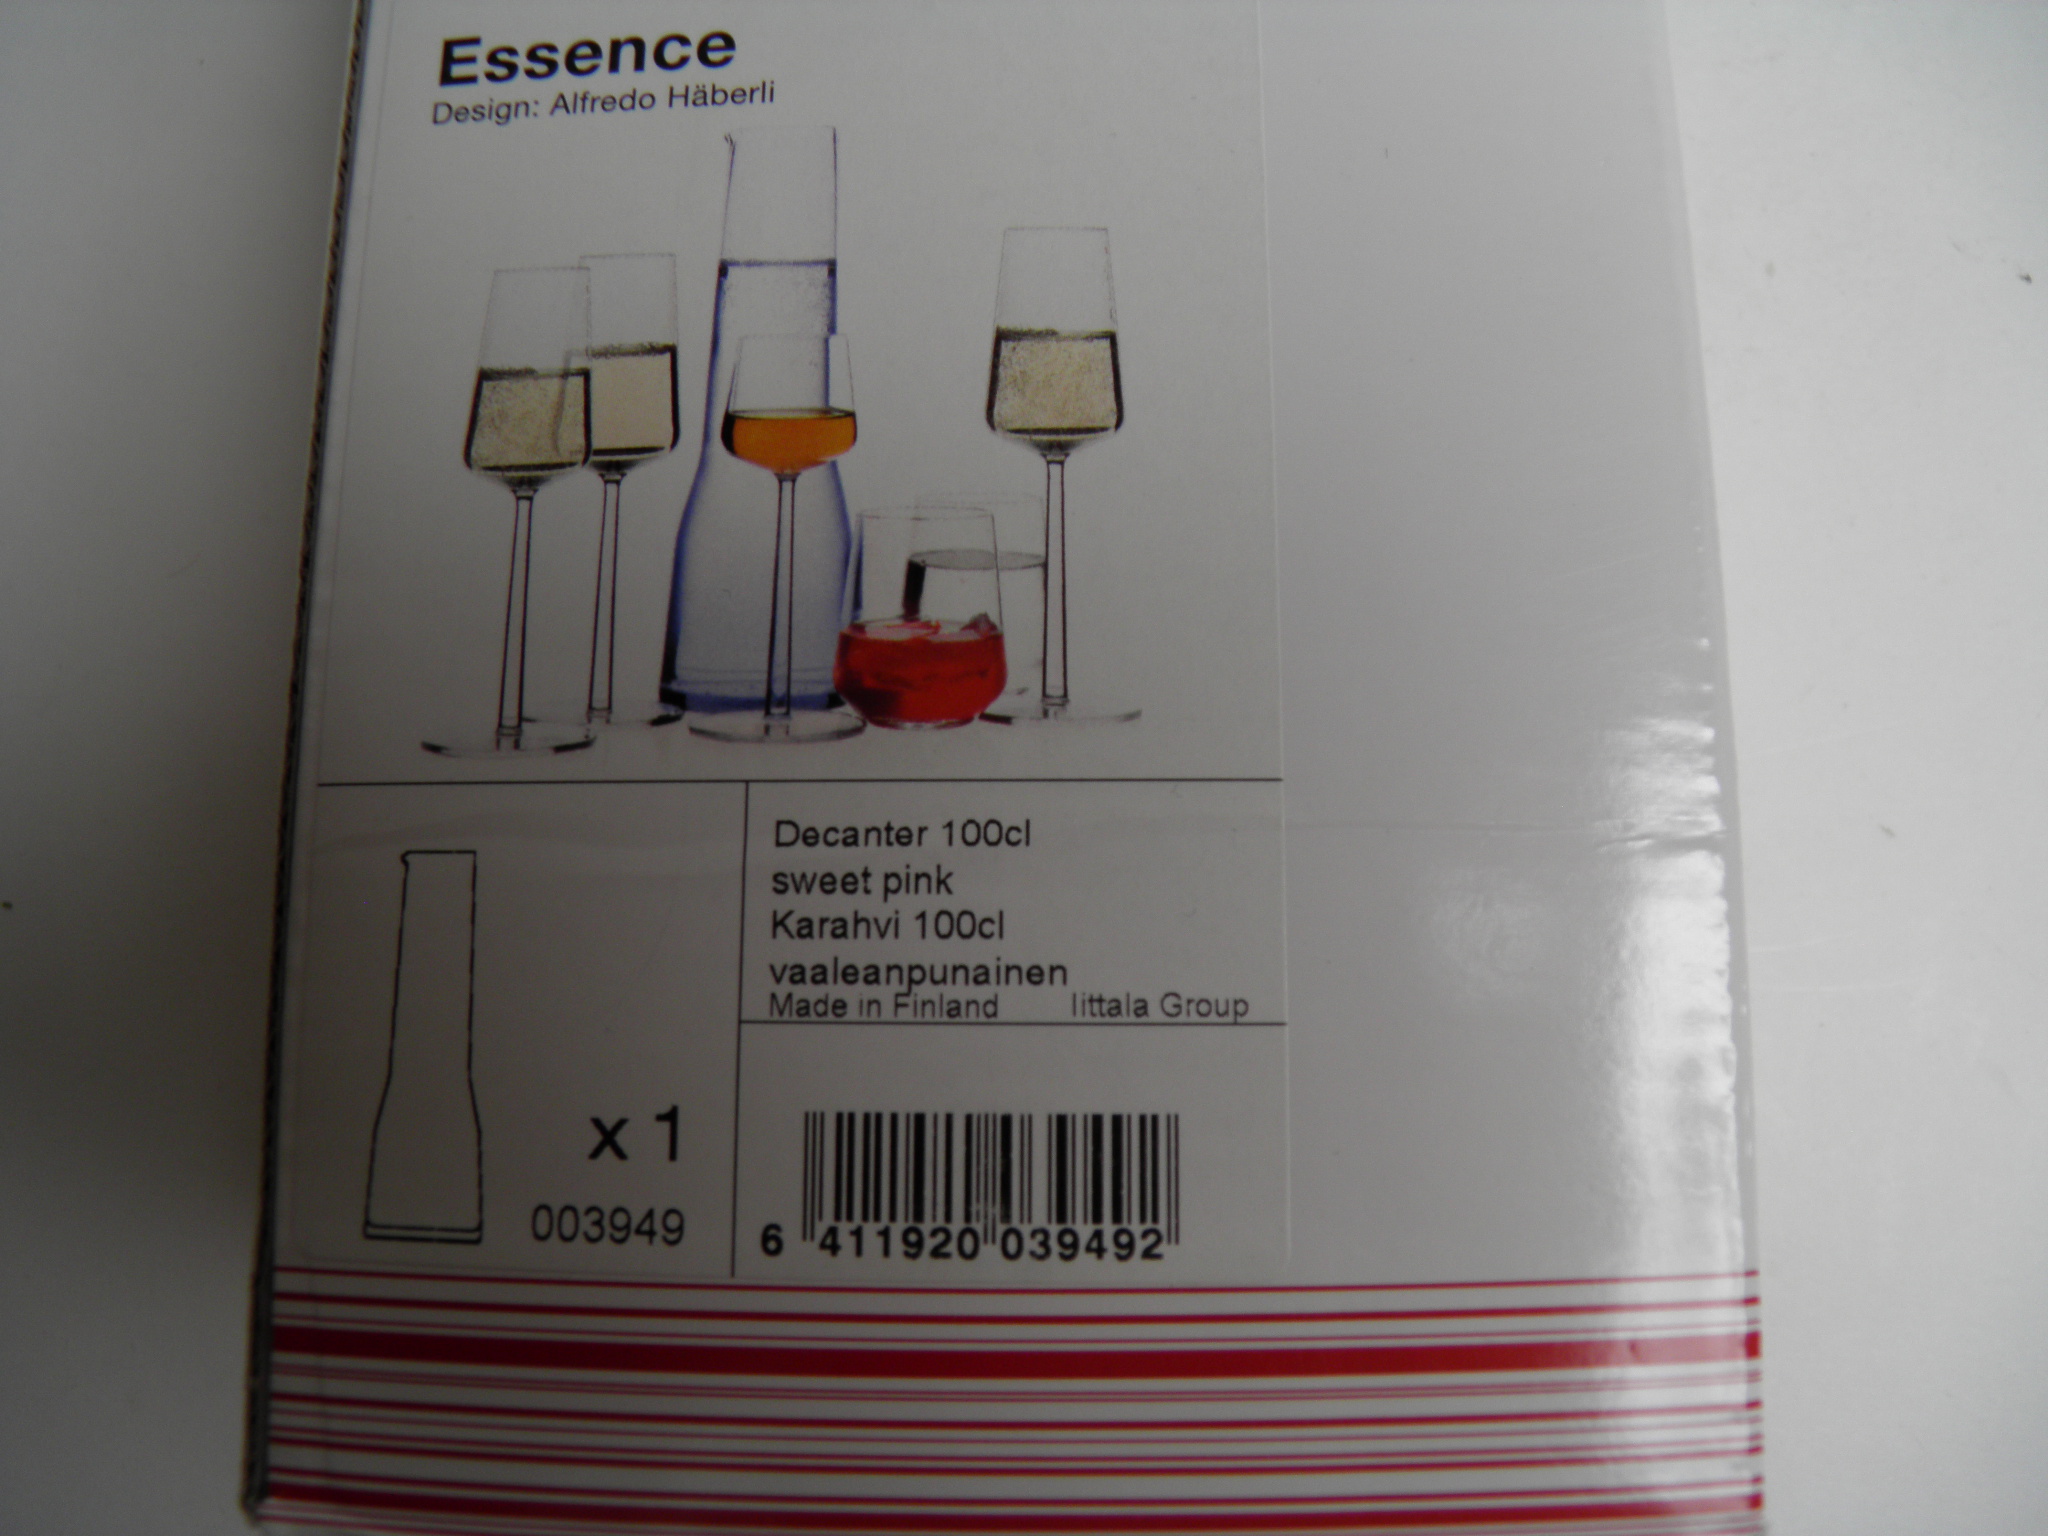 Essence
Design: Alfredo Häberli
Decanter 100cl
sweet pink
Karahvi 100cl
vaaleanpunainen
Made in Finland Iittala Group
x 1
003949
6 411920 039492